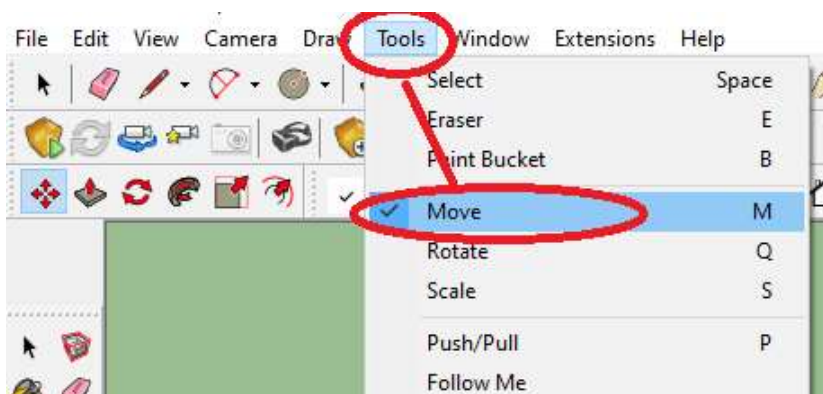 File Edit View Camera Draw Tools Window Extensions Help
Select Space
Eraser E
Paint Bucket B
Move M
Rotate Q
Scale S
Push/Pull P
Follow Me